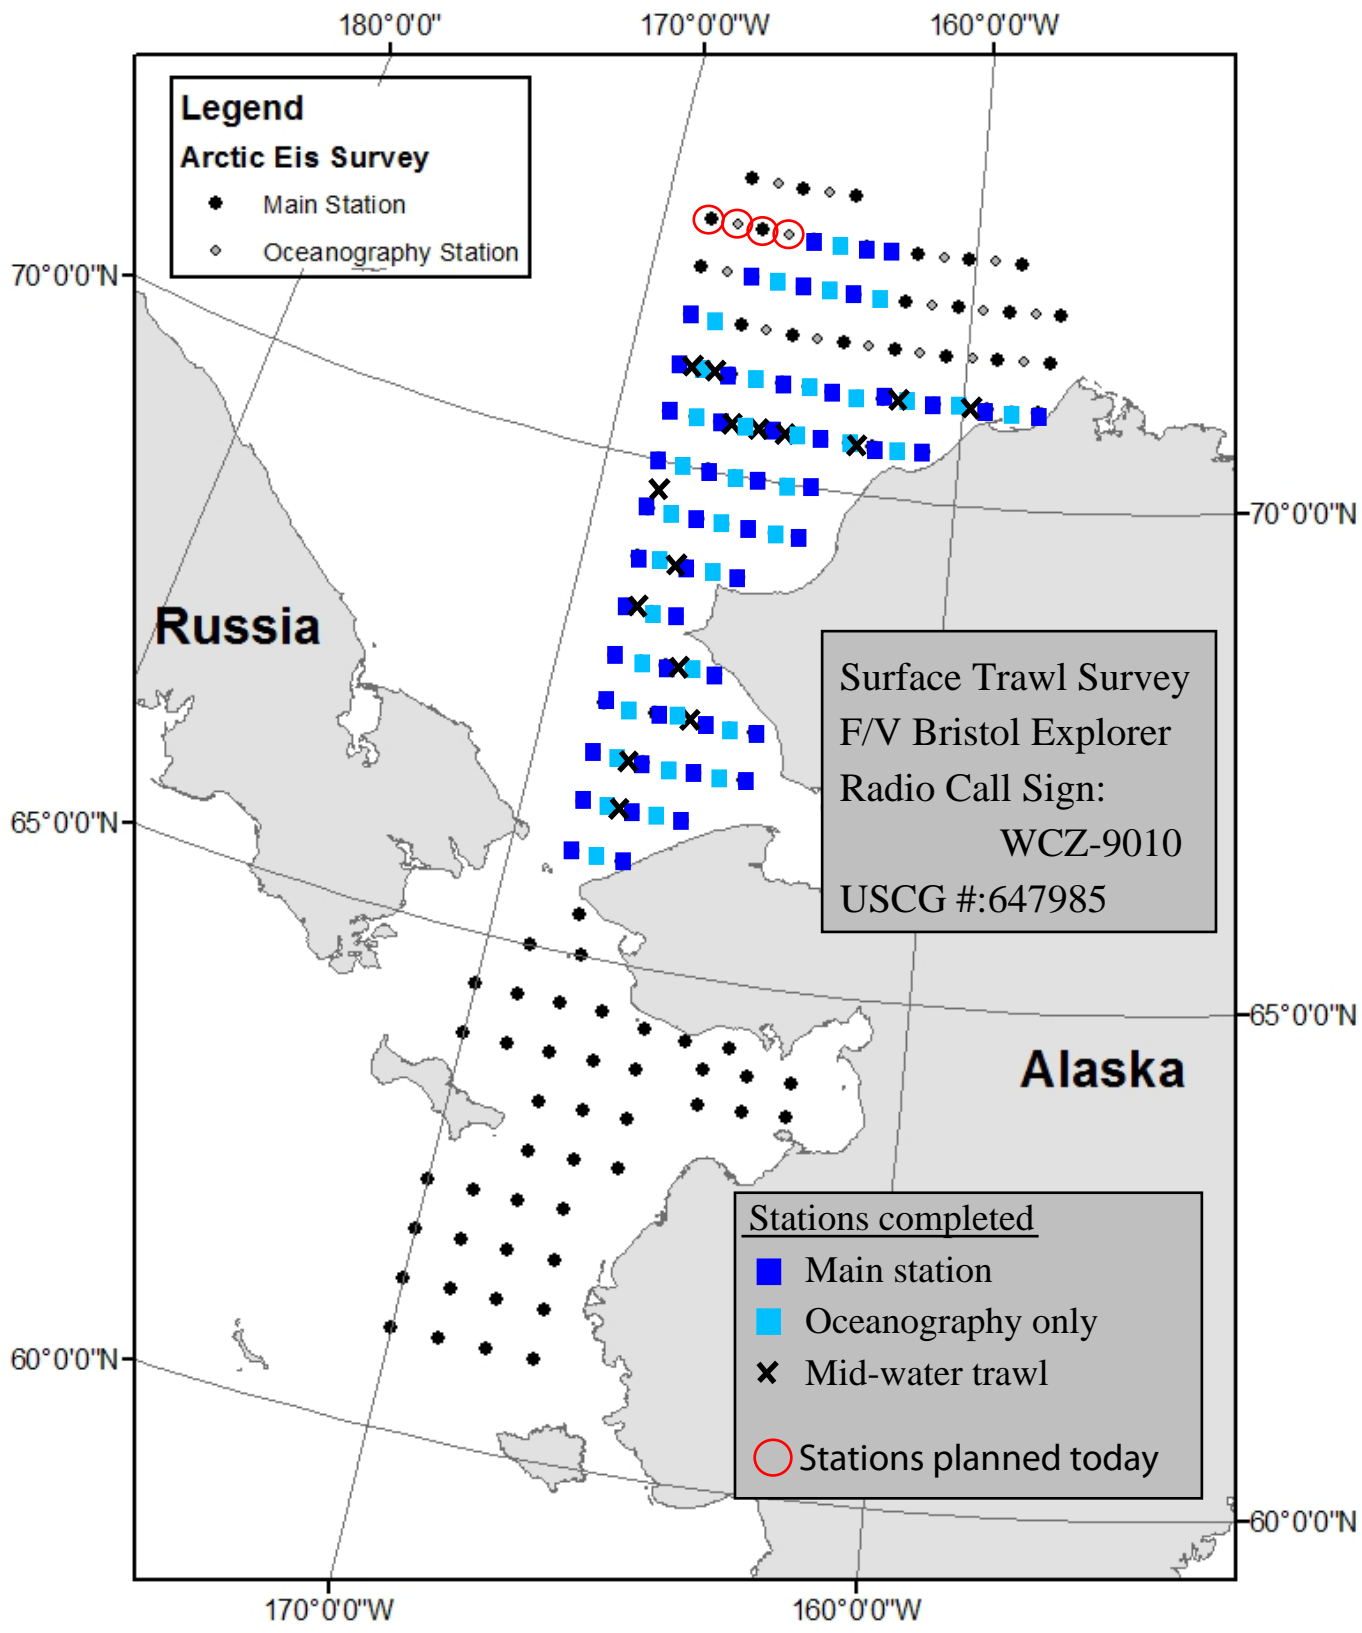 180°0'0"
170°0'0"W
160°0'0"W
Legend
Arctic Eis Survey
Main Station
Oceanography Station
70°0'0"N
70°0'0"N
Russia
Surface Trawl Survey
F/V Bristol Explorer
Radio Call Sign:
WCZ-9010
USCG #:647985
65°0'0"N
65°0'0"N
Alaska
Stations completed
Main station
Oceanography only
Mid-water trawl
Stations planned today
60°0'0"N
60°0'0"N
170°0'0"W
160°0'0"W